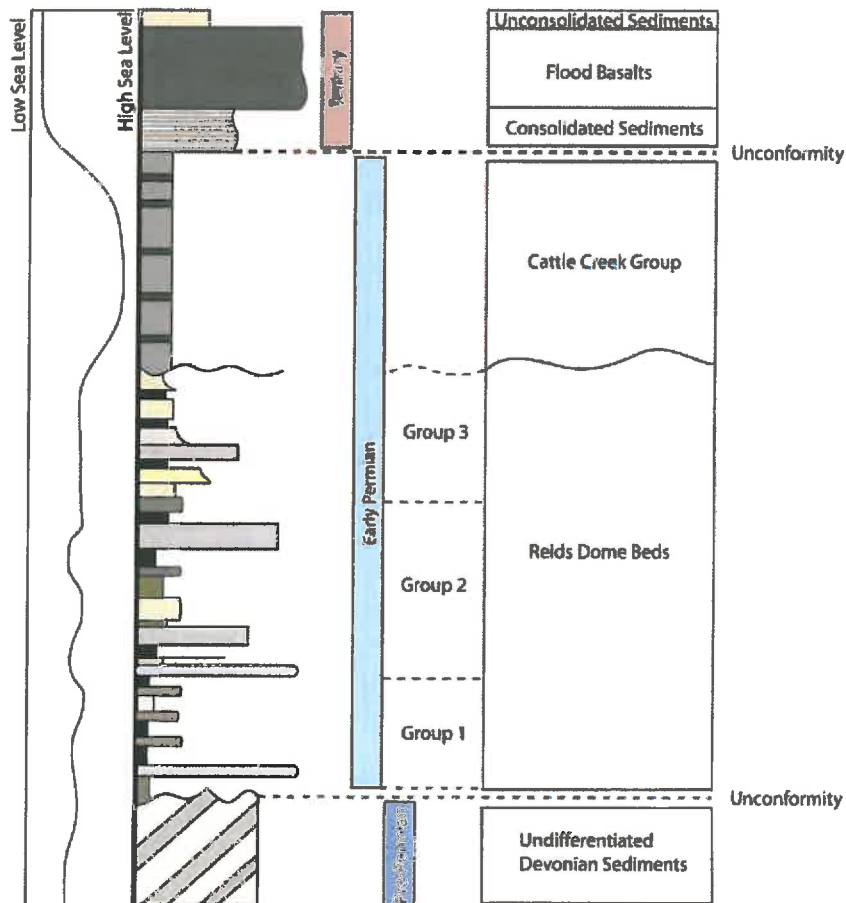 Low Sea Level
High Sea Level
Tertiary
Unconsolidated Sediments
Flood Basalts
Consolidated Sediments
Unconformity
Early Permian
Cattle Creek Group
Group 3
Group 2
Group 1
Reids Dome Beds
Unconformity
Undifferentiated
Devonian Sediments